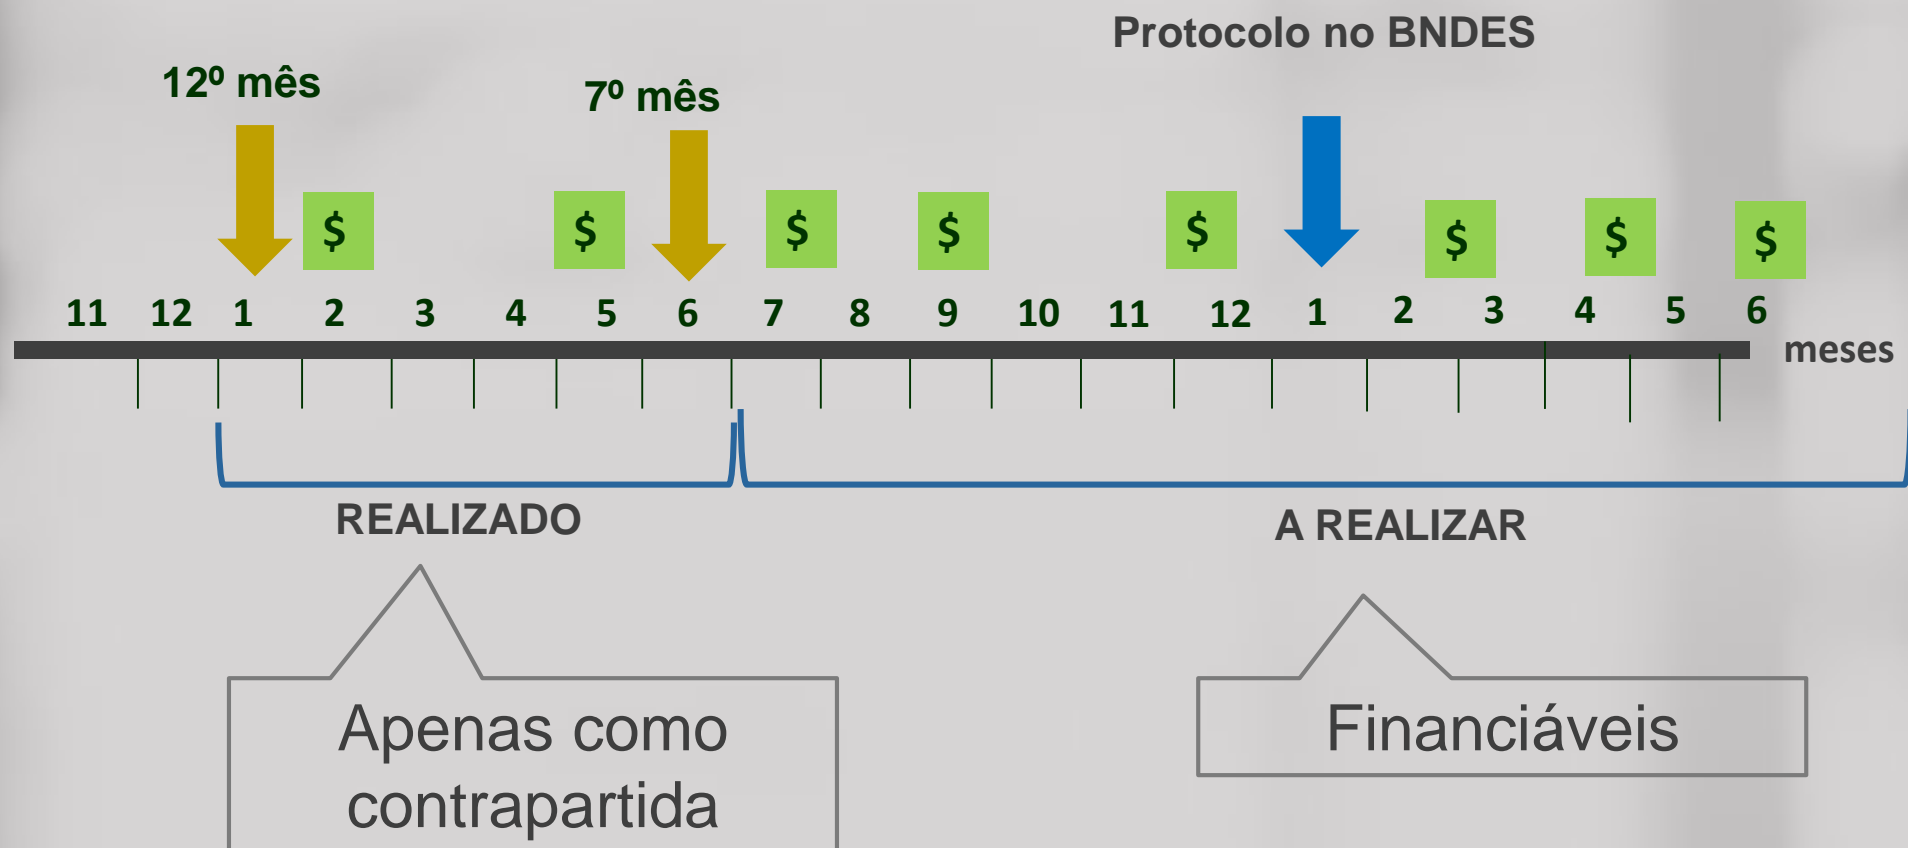 Protocolo no BNDES
12º mês
7º mês
$ $ $ $ $ $ $ $
11 12 1 2 3 4 5 6 7 8 9 10 11 12 1 2 3 4 5 6
meses
REALIZADO
A REALIZAR
Apenas como
contrapartida
Financiáveis